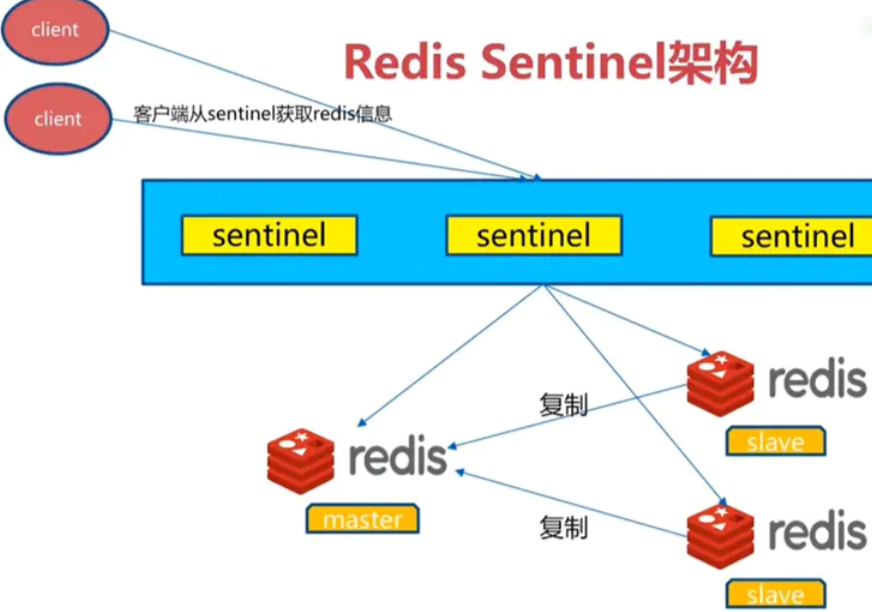 client
Redis Sentinel架构
client
客户端从sentinel获取redis信息
sentinel
sentinel
sentinel
redis
slave
复制
redis
master
复制
redis
slave